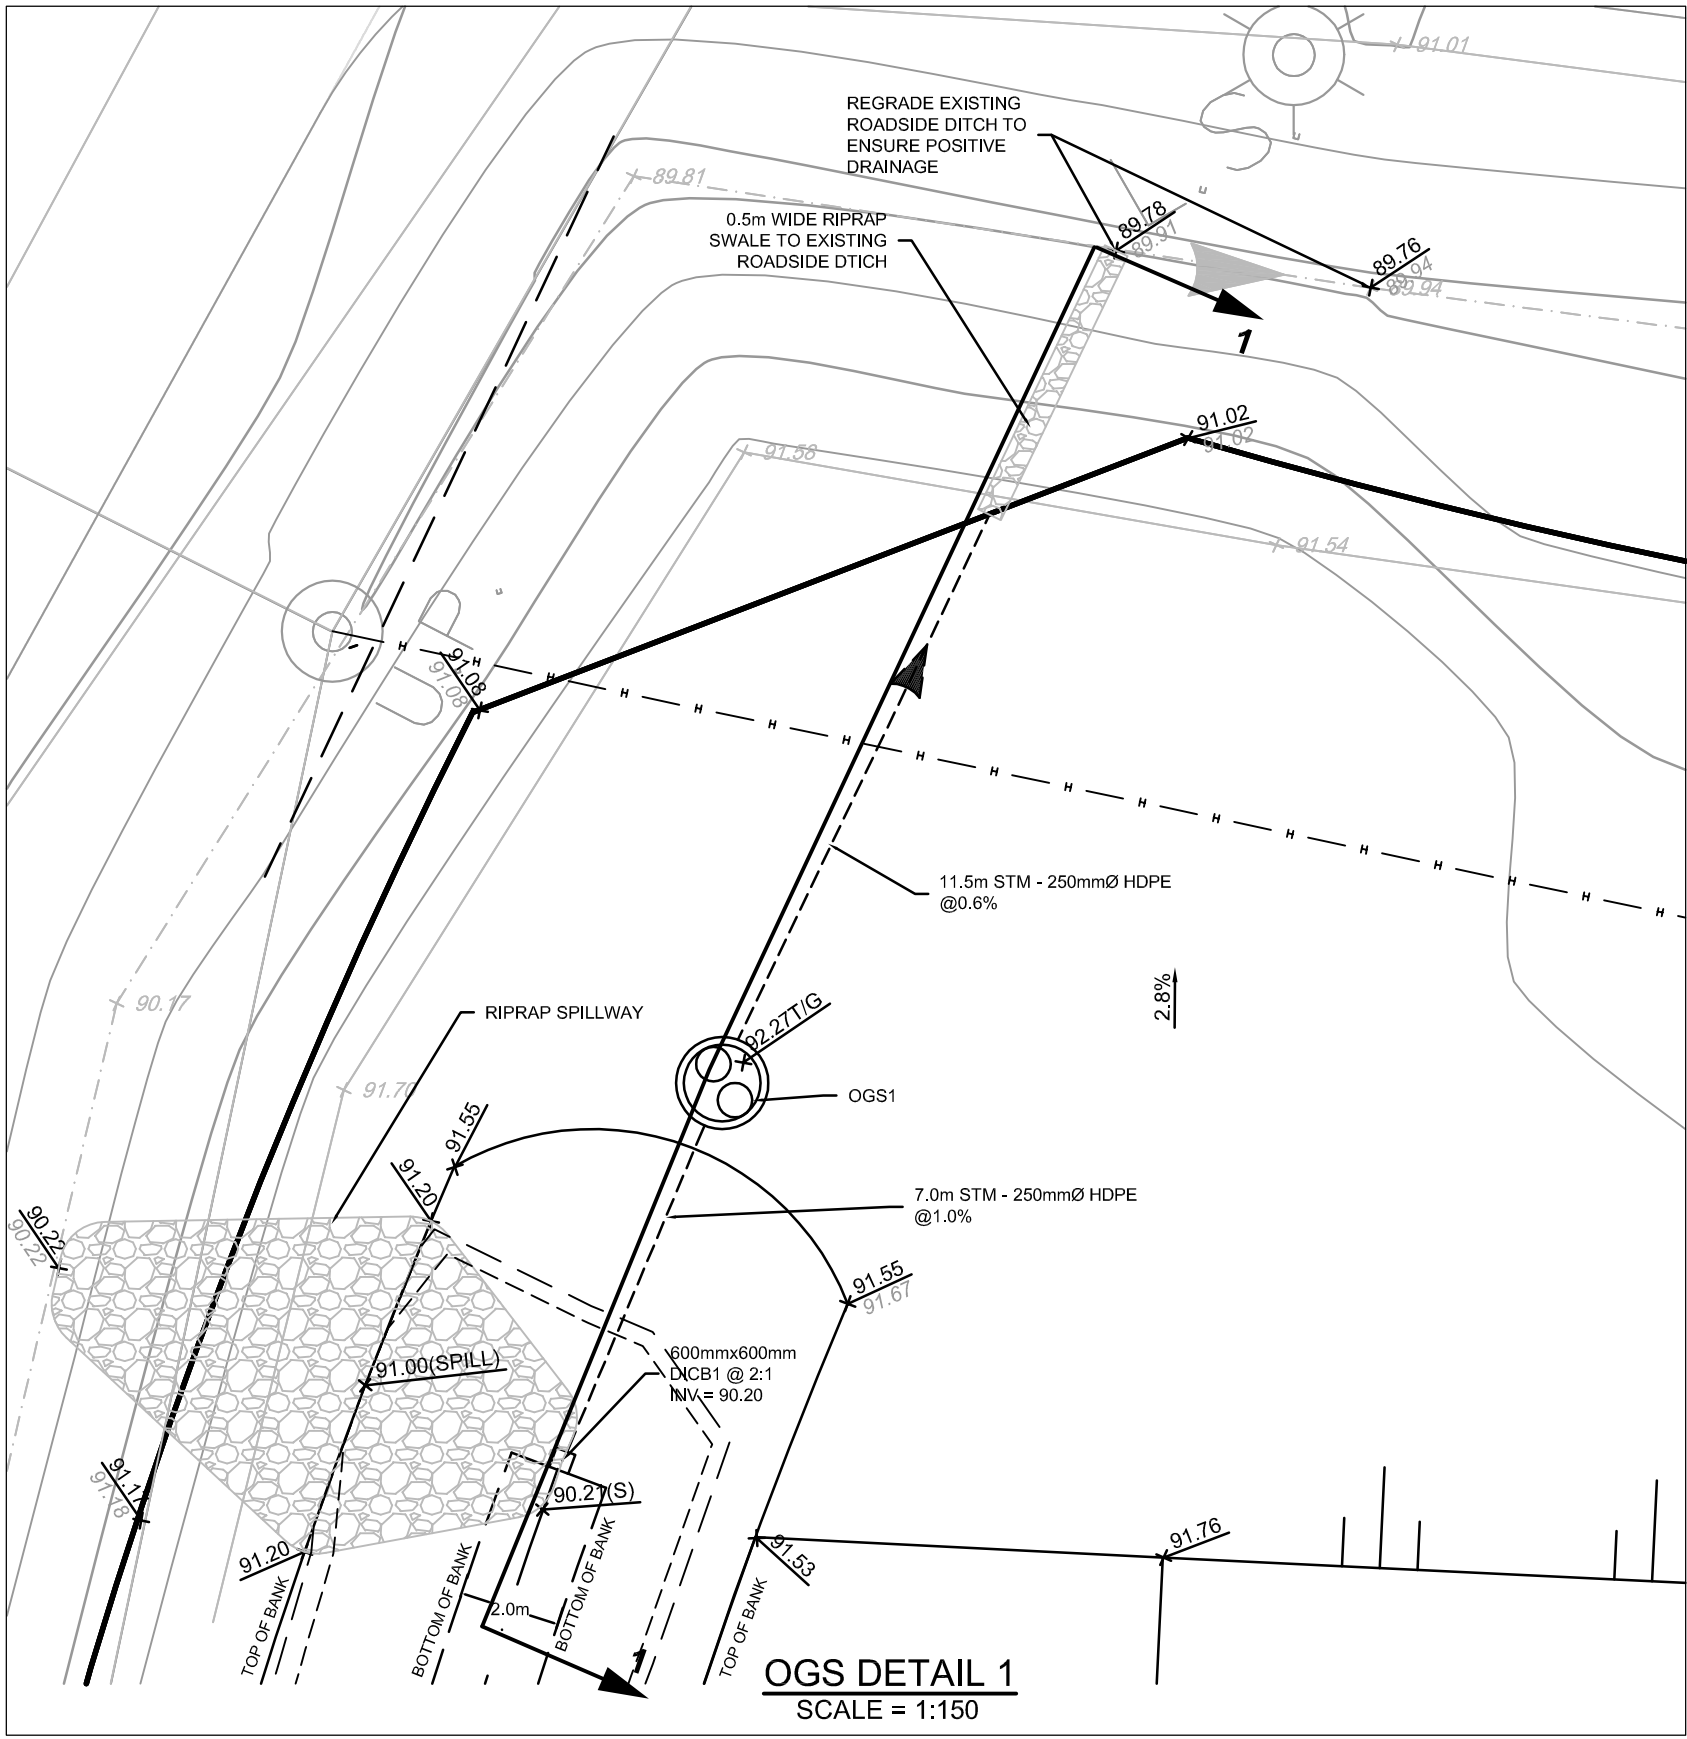 91.01
REGRADE EXISTING
ROADSIDE DITCH TO
ENSURE POSITIVE
DRAINAGE
89.81
0.5m WIDE RIPRAP
SWALE TO EXISTING
ROADSIDE DTICH
89.78
89.91
89.76
89.94
89.94
1
91.02
91.02
91.56
91.54
H H H H H H H H H H H H H H H H H H
91.08
91.08
11.5m STM - 250mmØ HDPE
@0.6%
2.8%
90.17
RIPRAP SPILLWAY
92.27T/G
OGS1
91.70
91.55
91.20
7.0m STM - 250mmØ HDPE
@1.0%
90.22
90.22
91.55
91.67
600mmx600mm
DICB1 @ 2:1
INV = 90.20
91.00(SPILL)
91.17
91.18
90.21(S)
91.20
91.53
91.76
TOP OF BANK
BOTTOM OF BANK
2.0m
BOTTOM OF BANK
TOP OF BANK
1
OGS DETAIL 1
SCALE = 1:150